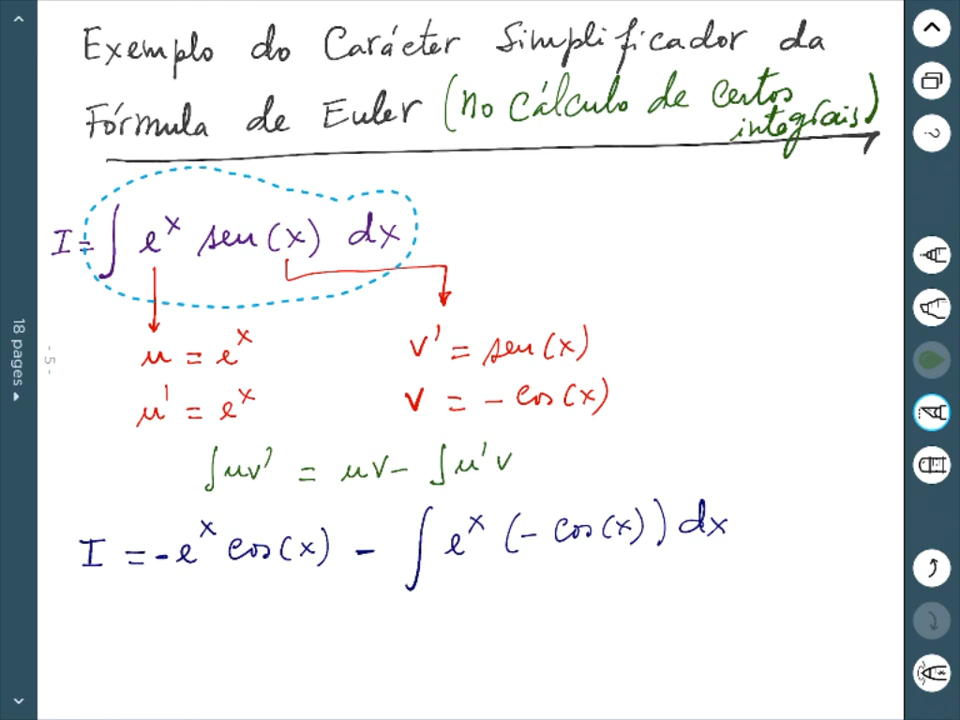 Exemplo do Carácter Simplificador da
Fórmula de Euler (no Cálculo de certos
integrais)
I = ∫ e^x sen(x) dx
u = e^x v' = sen(x)
u' = e^x v = - cos(x)
∫uv' = uv - ∫u'v
I = -e^x cos(x) - ∫ e^x (- cos(x)) dx
18 pages
- 5 -
?